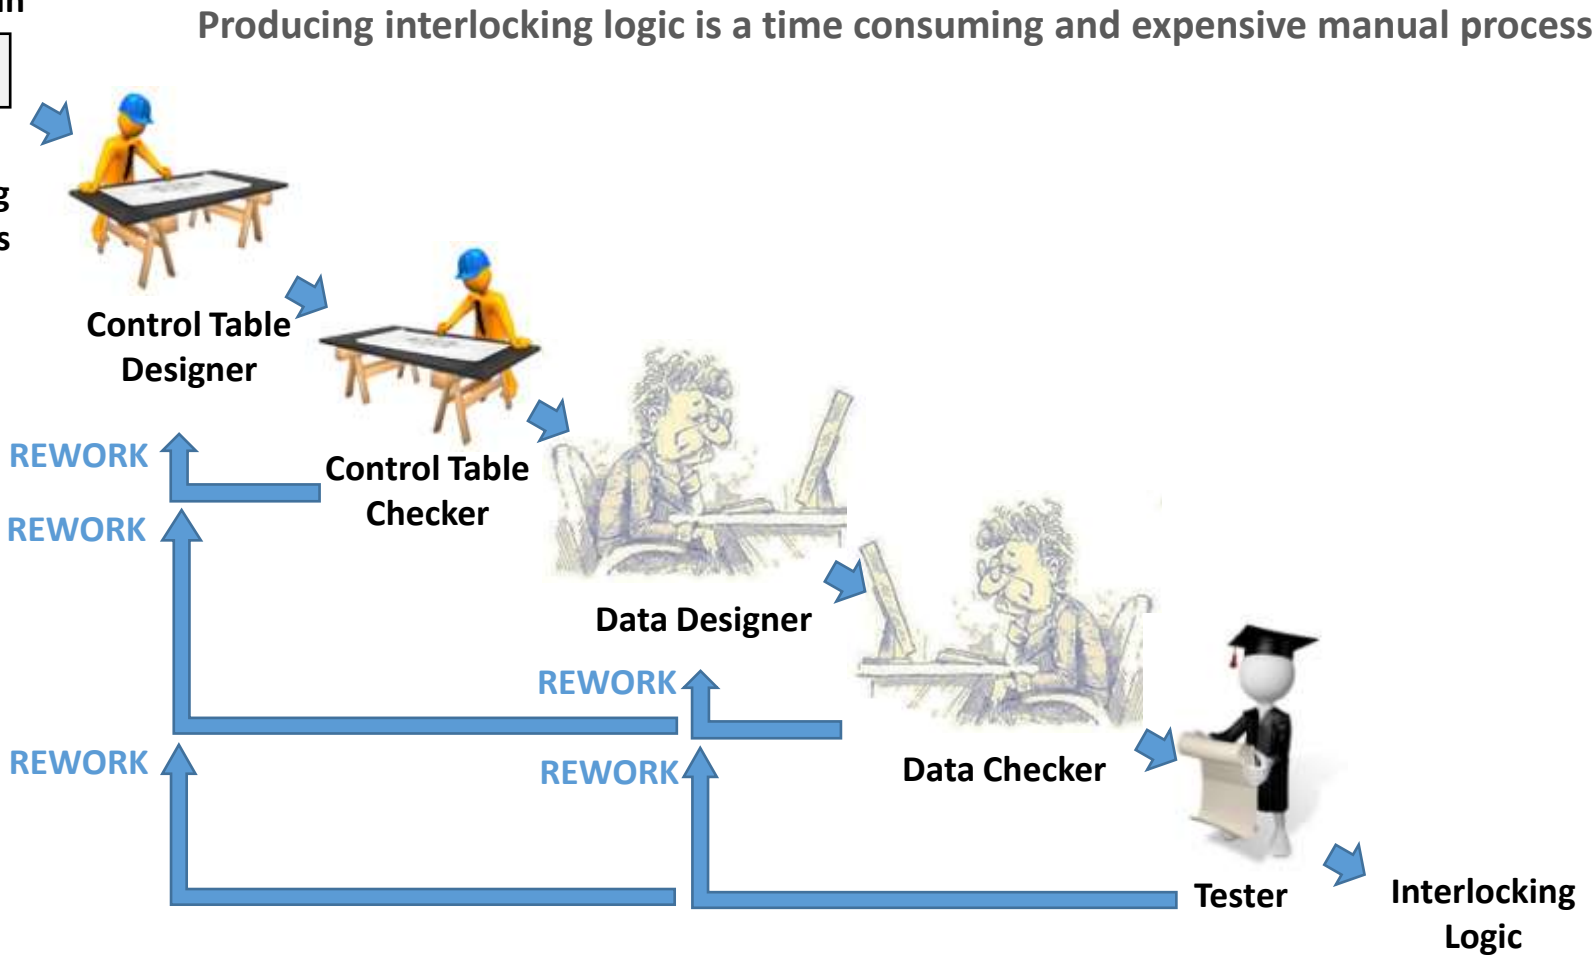 Producing interlocking logic is a time consuming and expensive manual process
Control Table
Designer
REWORK
Control Table
Checker
REWORK
Data Designer
REWORK
Data Checker
REWORK
REWORK
Tester
Interlocking
Logic